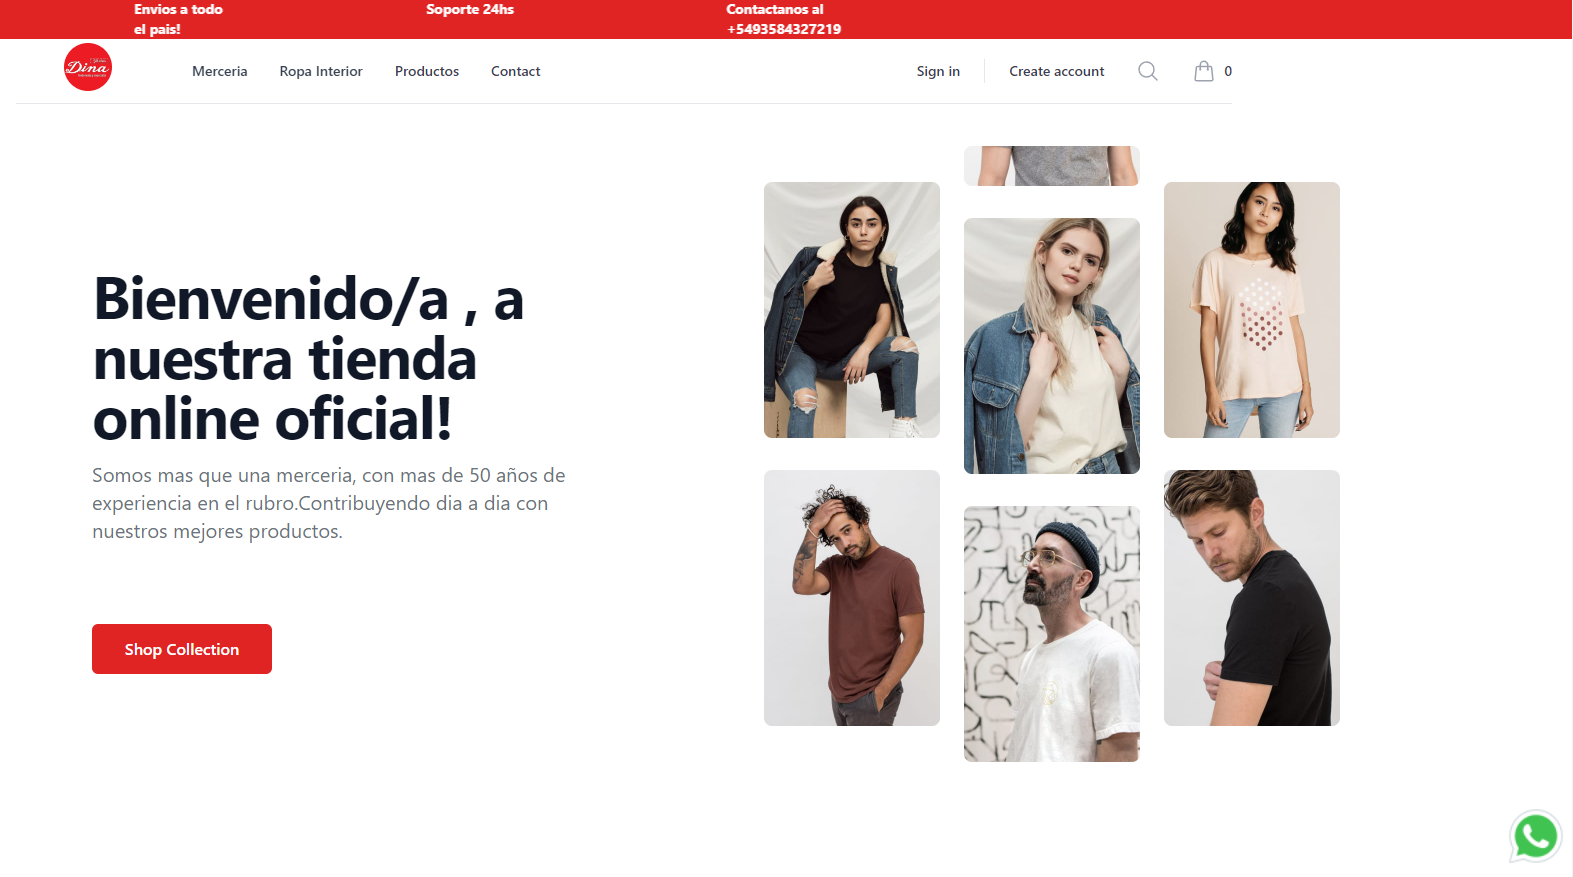 Envios a todo
el pais!
Soporte 24hs
Contactanos al
+5493584327219
Dina
Merceria
Ropa Interior
Productos
Contact
Sign in
Create account
0
Bienvenido/a , a
nuestra tienda
online oficial!
Somos mas que una merceria, con mas de 50 años de
experiencia en el rubro.Contribuyendo dia a dia con
nuestros mejores productos.
Shop Collection